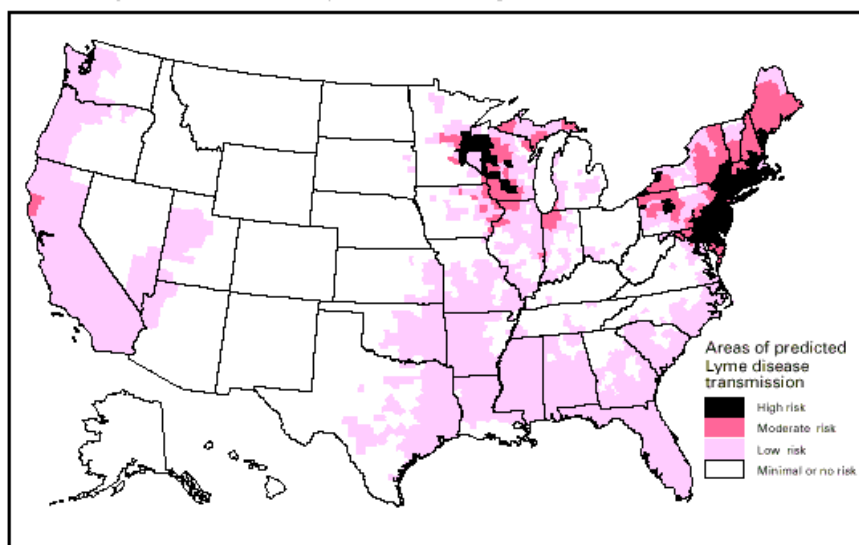 Areas of predicted
Lyme disease
transmission
High risk
Moderate risk
Low risk
Minimal or no risk